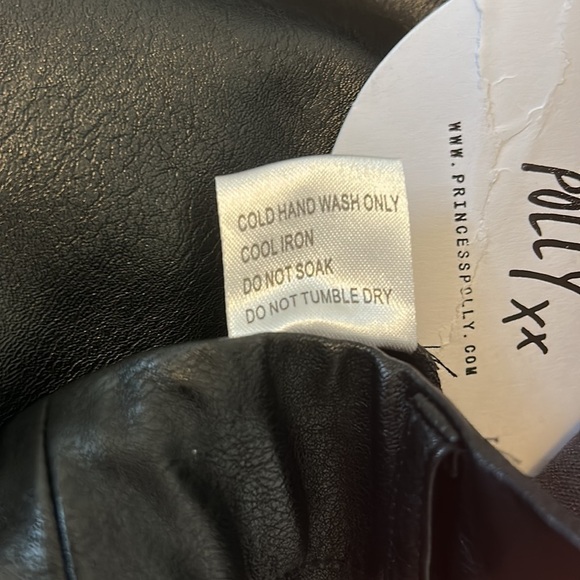 COLD HAND WASH ONLY
COOL IRON
DO NOT SOAK
DO NOT TUMBLE DRY
WWW.PRINCESSPOLLY.COM
POLLY xx